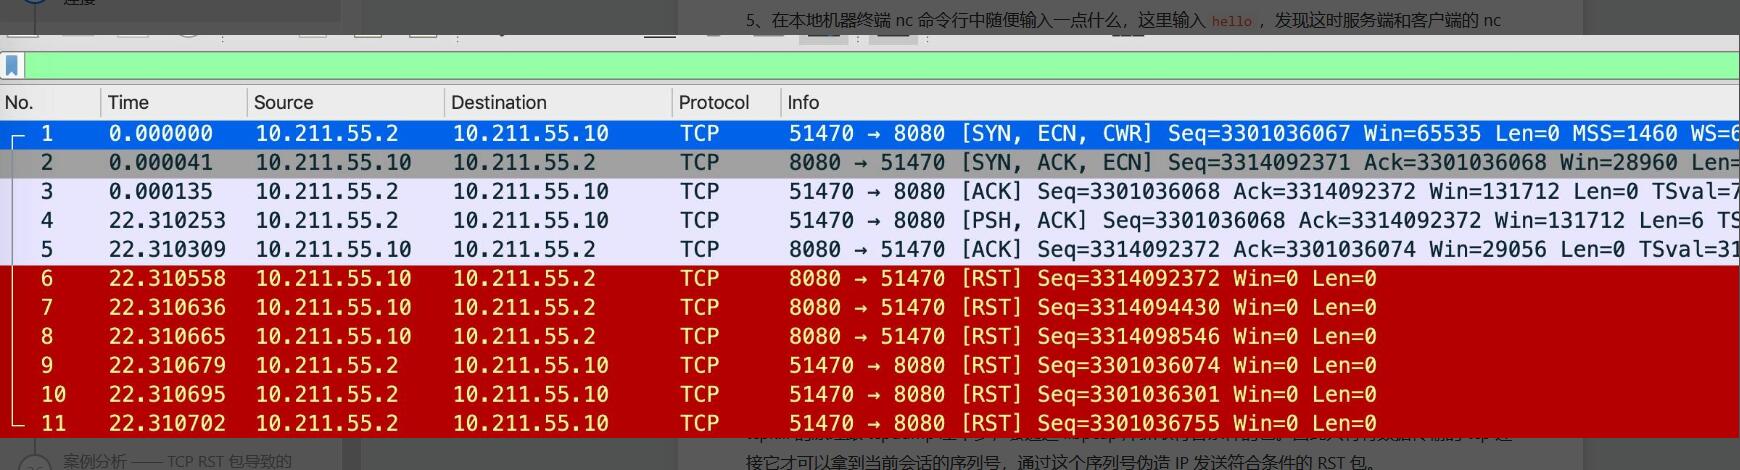 连接
5、在本地机器终端 nc 命令行中随便输入一点什么，这里输入 hello ，发现这时服务端和客户端的 nc
No. Time Source Destination Protocol Info
1 0.000000 10.211.55.2 10.211.55.10 TCP 51470 → 8080 [SYN, ECN, CWR] Seq=3301036067 Win=65535 Len=0 MSS=1460 WS=6
2 0.000041 10.211.55.10 10.211.55.2 TCP 8080 → 51470 [SYN, ACK, ECN] Seq=3314092371 Ack=3301036068 Win=28960 Len=
3 0.000135 10.211.55.2 10.211.55.10 TCP 51470 → 8080 [ACK] Seq=3301036068 Ack=3314092372 Win=131712 Len=0 TSval=7
4 22.310253 10.211.55.2 10.211.55.10 TCP 51470 → 8080 [PSH, ACK] Seq=3301036068 Ack=3314092372 Win=131712 Len=6 TS
5 22.310309 10.211.55.10 10.211.55.2 TCP 8080 → 51470 [ACK] Seq=3314092372 Ack=3301036074 Win=29056 Len=0 TSval=31
6 22.310558 10.211.55.10 10.211.55.2 TCP 8080 → 51470 [RST] Seq=3314092372 Win=0 Len=0
7 22.310636 10.211.55.10 10.211.55.2 TCP 8080 → 51470 [RST] Seq=3314094430 Win=0 Len=0
8 22.310665 10.211.55.10 10.211.55.2 TCP 8080 → 51470 [RST] Seq=3314098546 Win=0 Len=0
9 22.310679 10.211.55.2 10.211.55.10 TCP 51470 → 8080 [RST] Seq=3301036074 Win=0 Len=0
10 22.310695 10.211.55.2 10.211.55.10 TCP 51470 → 8080 [RST] Seq=3301036301 Win=0 Len=0
11 22.310702 10.211.55.2 10.211.55.10 TCP 51470 → 8080 [RST] Seq=3301036755 Win=0 Len=0
案例分析 —— TCP RST 包导致的
接它才可以拿到当前会话的序列号，通过这个序列号伪造 IP 发送符合条件的 RST 包。